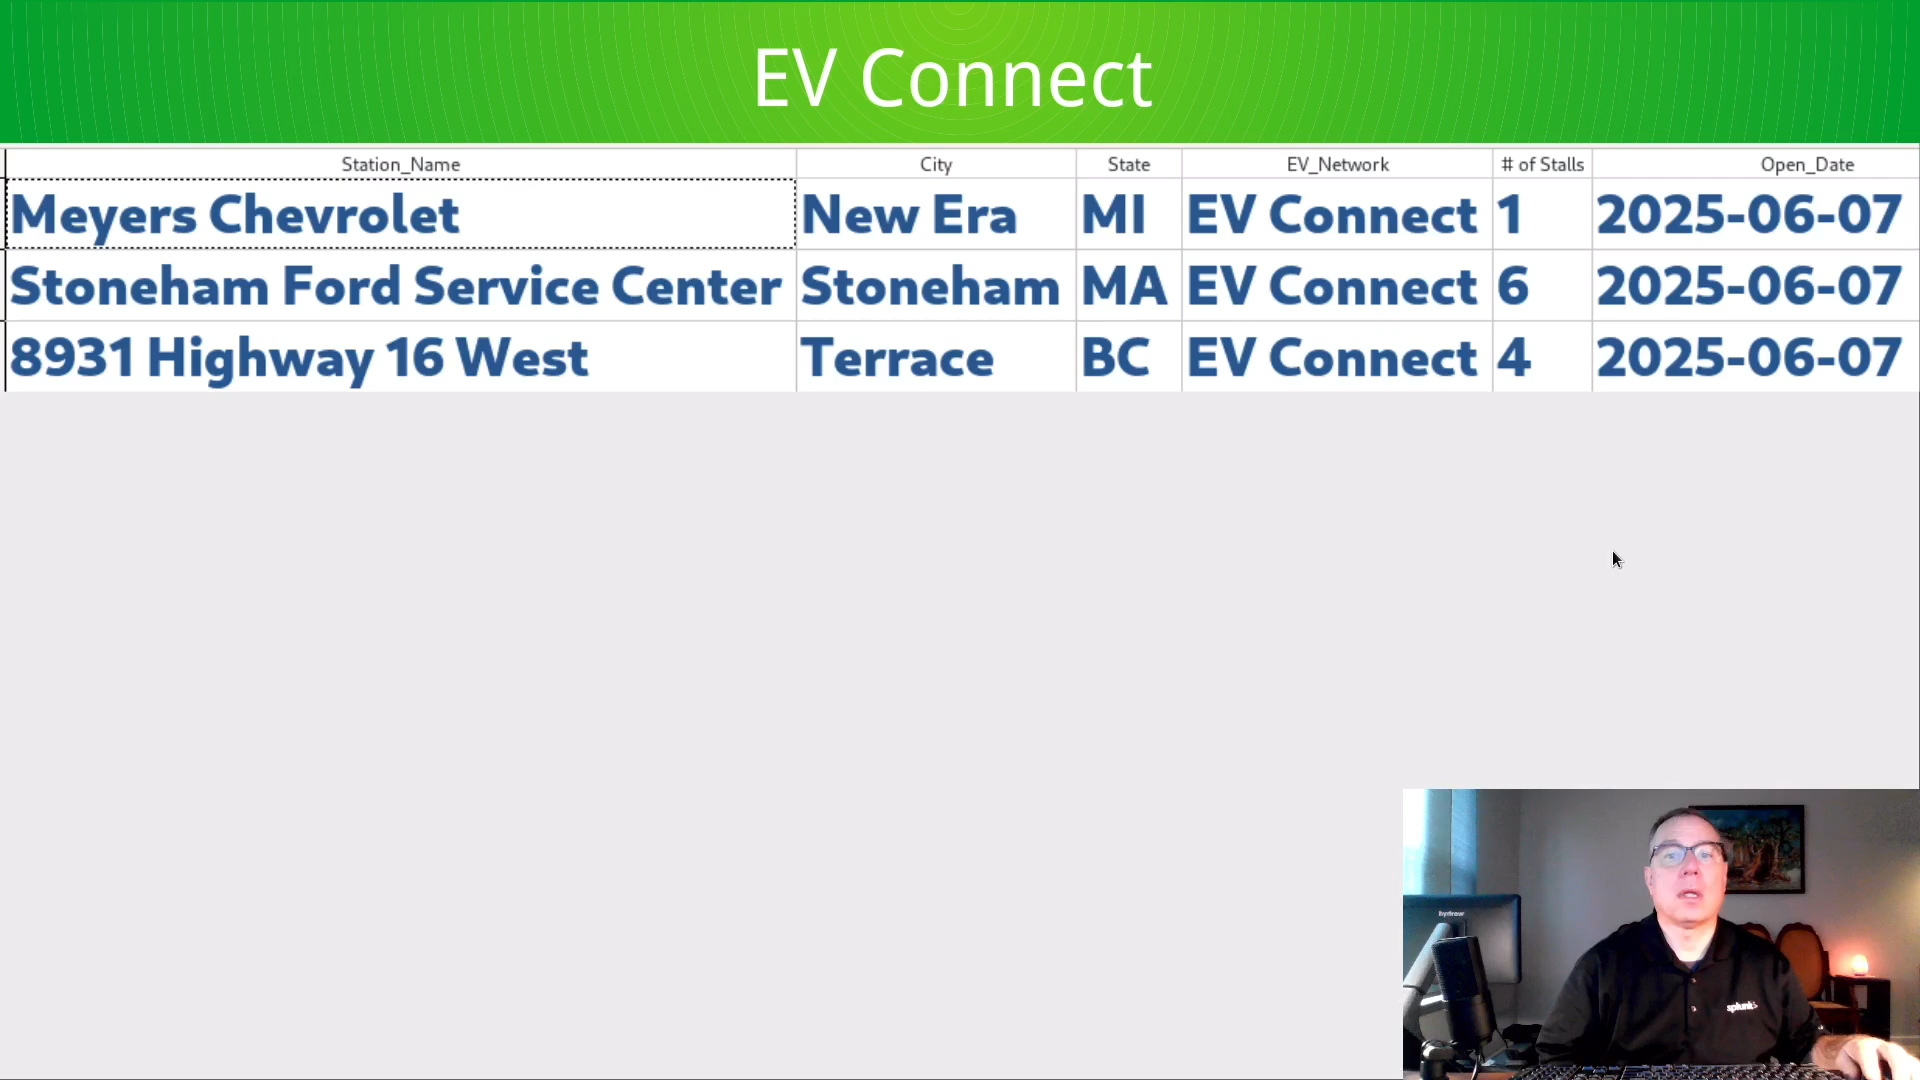 EV Connect
Station_Name City State EV_Network # of Stalls Open_Date
Meyers Chevrolet New Era MI EV Connect 1 2025-06-07
Stoneham Ford Service Center Stoneham MA EV Connect 6 2025-06-07
8931 Highway 16 West Terrace BC EV Connect 4 2025-06-07
splunk>